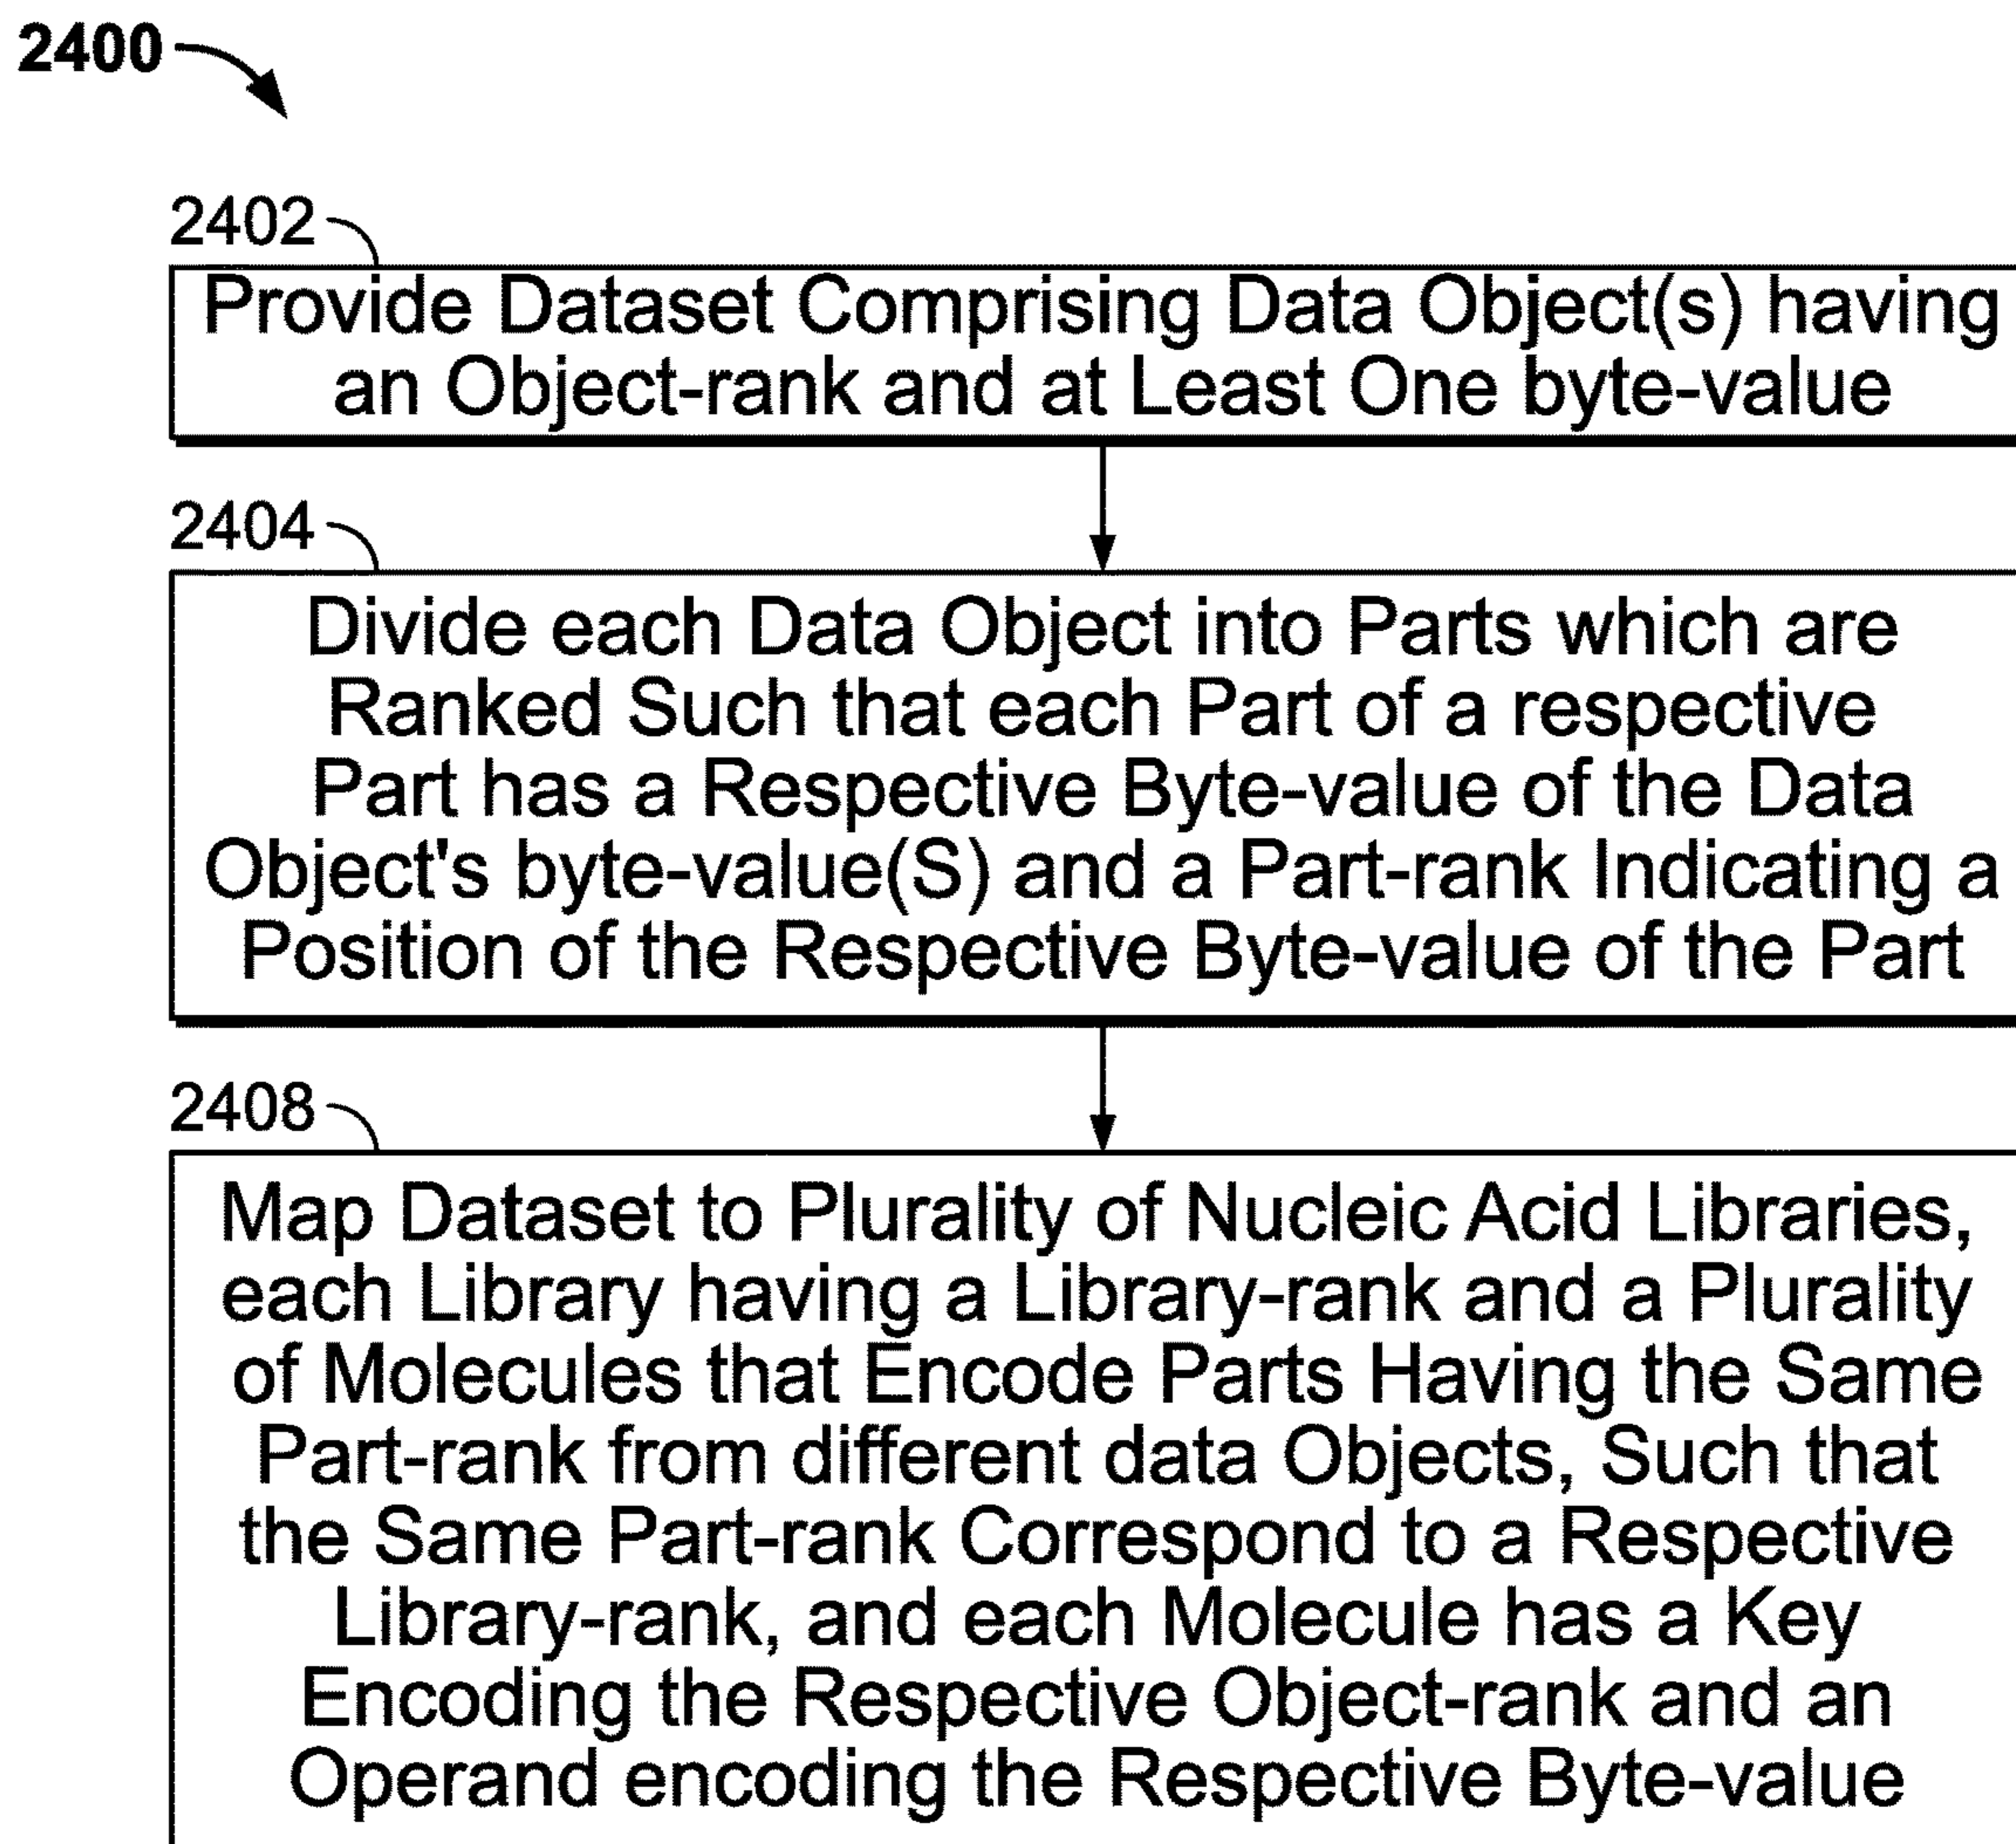 2400
2402
Provide Dataset Comprising Data Object(s) having
an Object-rank and at Least One byte-value
2404
Divide each Data Object into Parts which are
Ranked Such that each Part of a respective
Part has a Respective Byte-value of the Data
Object's byte-value(S) and a Part-rank Indicating a
Position of the Respective Byte-value of the Part
2408
Map Dataset to Plurality of Nucleic Acid Libraries,
each Library having a Library-rank and a Plurality
of Molecules that Encode Parts Having the Same
Part-rank from different data Objects, Such that
the Same Part-rank Correspond to a Respective
Library-rank, and each Molecule has a Key
Encoding the Respective Object-rank and an
Operand encoding the Respective Byte-value